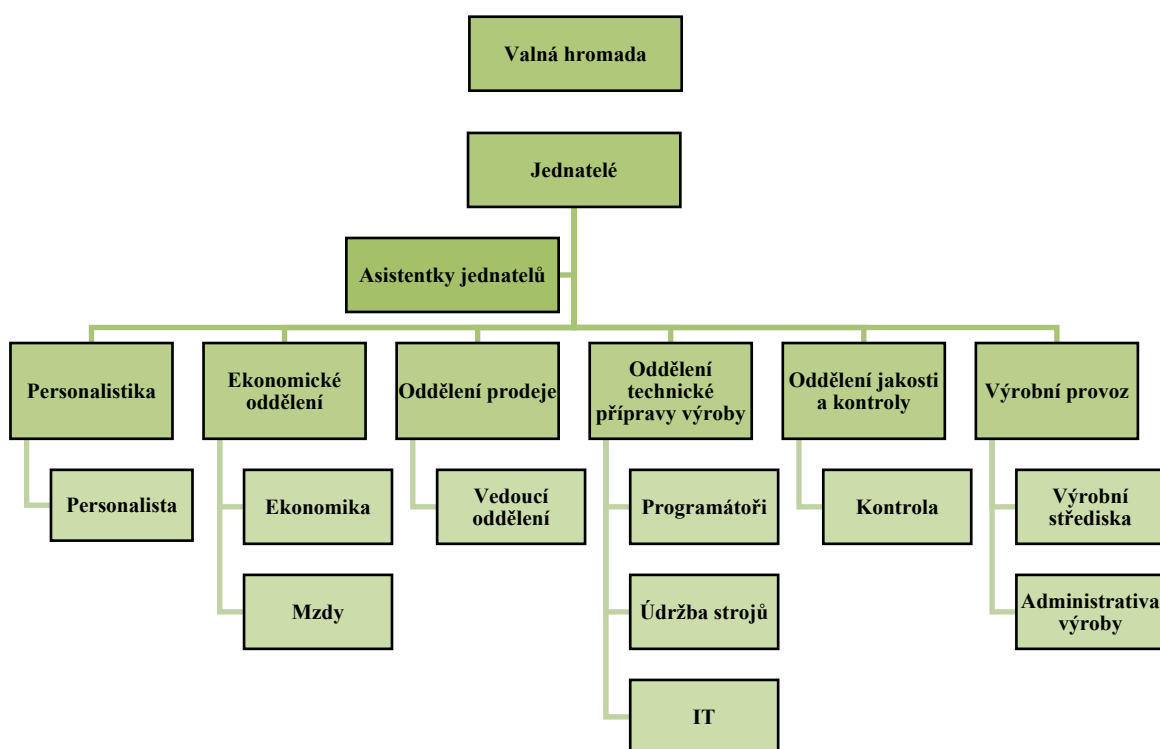 Valná hromada
Jednatelé
Asistentky jednatelů
Personalistika
Ekonomické
oddělení
Oddělení prodeje
Oddělení
technické
přípravy výroby
Oddělení jakosti
a kontroly
Výrobní provoz
Personalista
Ekonomika
Vedoucí
oddělení
Programátoři
Kontrola
Výrobní
střediska
Mzdy
Údržba strojů
Administrativa
výroby
IT